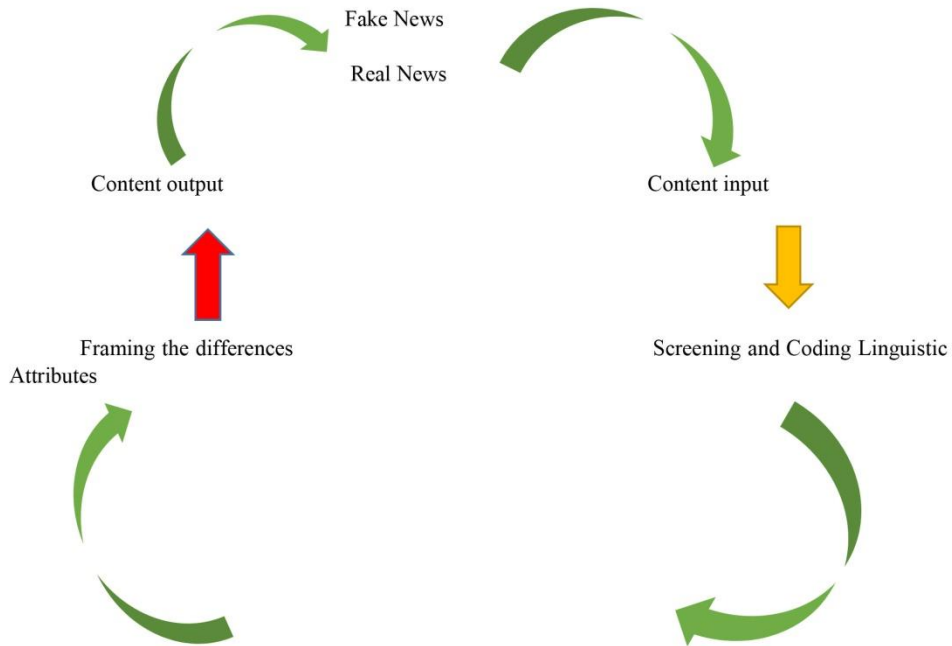 Fake News
Real News
Content output
Content input
Framing the differences
Screening and Coding Linguistic
Attributes